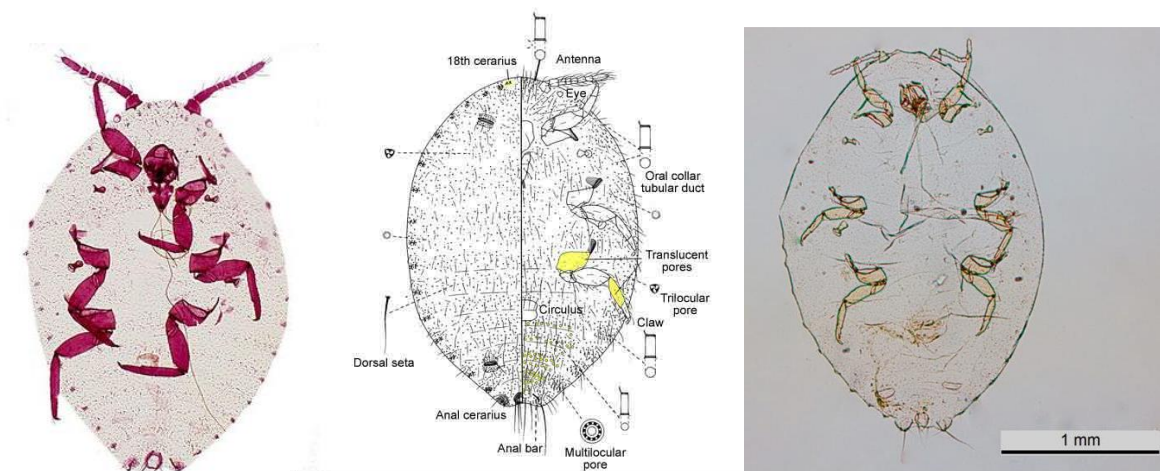 18th cerarius
Antenna
Eye
Oral collar
tubular duct
Translucent
pores
Trilocular
pore
Circulus
Claw
Dorsal seta
Anal cerarius
Anal bar
Multilocular
pore
1 mm